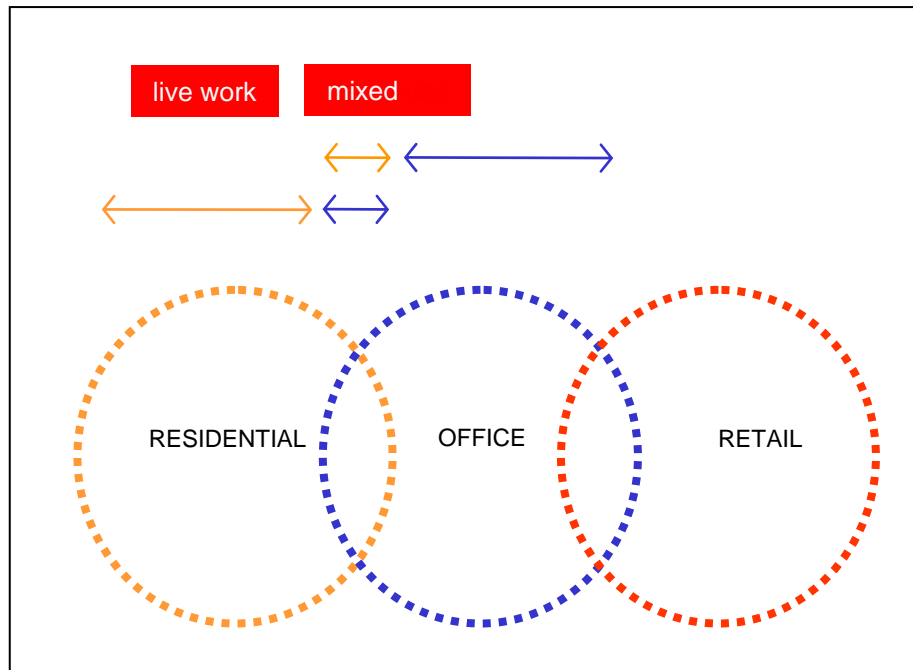 live work
mixed
RESIDENTIAL
OFFICE
RETAIL